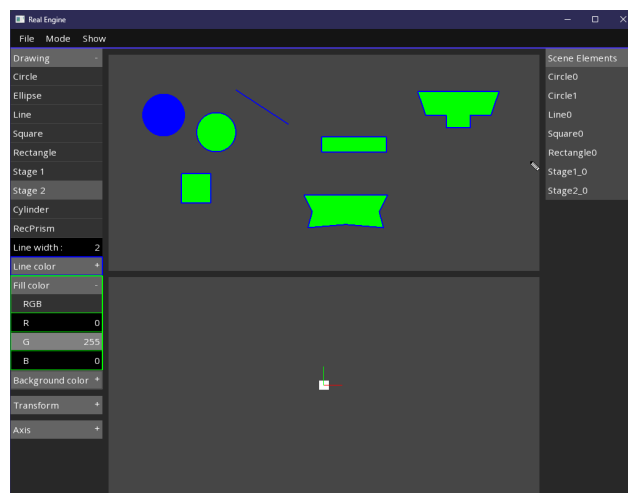 Real Engine
File Mode Show
Drawing -
Circle
Ellipse
Line
Square
Rectangle
Stage 1
Stage 2
Cylinder
RecPrism
Line width : 2
Line color +
Fill color -
RGB
R 0
G 255
B 0
Background color +
Transform +
Axis +
Scene Elements
Circle0
Circle1
Line0
Square0
Rectangle0
Stage1_0
Stage2_0